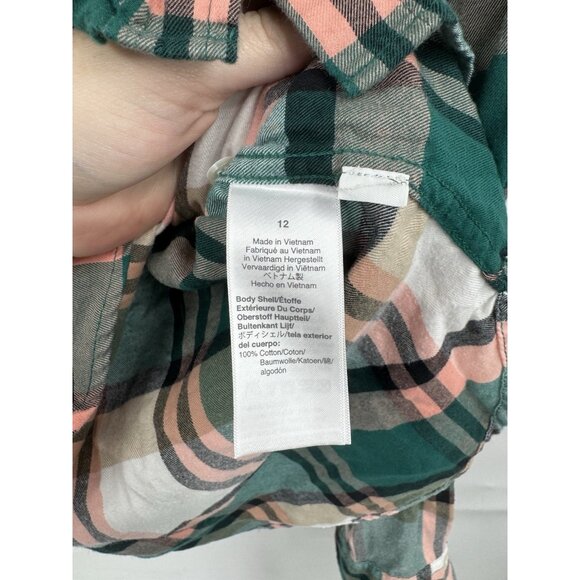 12
Made in Vietnam
Fabriqué au Vietnam
in Vietnam Hergestellt
Vervaardigd in Viëtnam
ベトナム製
Hecho en Vietnam
Body Shell/Étoffe
Extérieure Du Corps/
Oberstoff Hauptteil/
Buitenkant Lijf/
ボディシェル/tela exterior
del cuerpo:
100% Cotton/Coton/
Baumwolle/Katoen/綿/
algodón